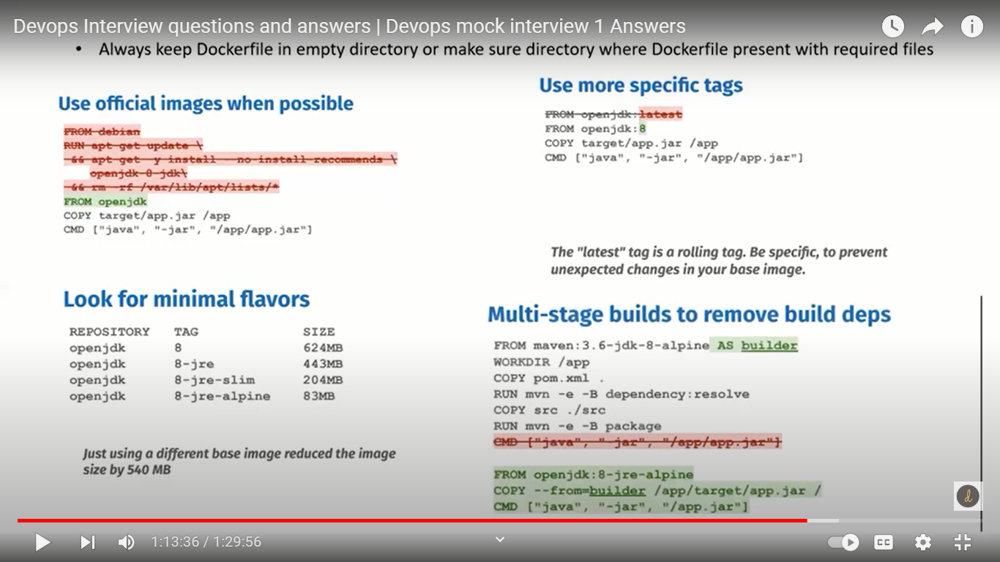 Devops Interview questions and answers | Devops mock interview 1 Answers
• Always keep Dockerfile in empty directory or make sure directory where Dockerfile present with required files
Use official images when possible
FROM debian
RUN apt-get update \
&& apt-get -y install --no-install-recommends \
openjdk-8-jdk\
&& rm -rf /var/lib/apt/lists/*
FROM openjdk
COPY target/app.jar /app
CMD ["java", "-jar", "/app/app.jar"]
Use more specific tags
FROM openjdk:latest
FROM openjdk:8
COPY target/app.jar /app
CMD ["java", "-jar", "/app/app.jar"]
The "latest" tag is a rolling tag. Be specific, to prevent
unexpected changes in your base image.
Look for minimal flavors
REPOSITORY TAG SIZE
openjdk 8 624MB
openjdk 8-jre 443MB
openjdk 8-jre-slim 204MB
openjdk 8-jre-alpine 83MB
Just using a different base image reduced the image
size by 540 MB
Multi-stage builds to remove build deps
FROM maven:3.6-jdk-8-alpine AS builder
WORKDIR /app
COPY pom.xml .
RUN mvn -e -B dependency:resolve
COPY src ./src
RUN mvn -e -B package
CMD ["java", "-jar", "/app/app.jar"]
FROM openjdk:8-jre-alpine
COPY --from=builder /app/target/app.jar /
CMD ["java", "-jar", "/app.jar"]
d
1:13:36 / 1:29:56
CC